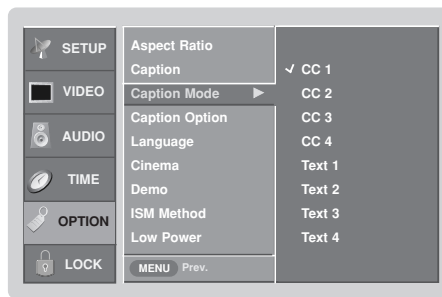 SETUP
VIDEO
AUDIO
TIME
OPTION
LOCK
Aspect Ratio
Caption
Caption Mode ►
Caption Option
Language
Cinema
Demo
ISM Method
Low Power
MENU Prev.
✓ CC 1
CC 2
CC 3
CC 4
Text 1
Text 2
Text 3
Text 4